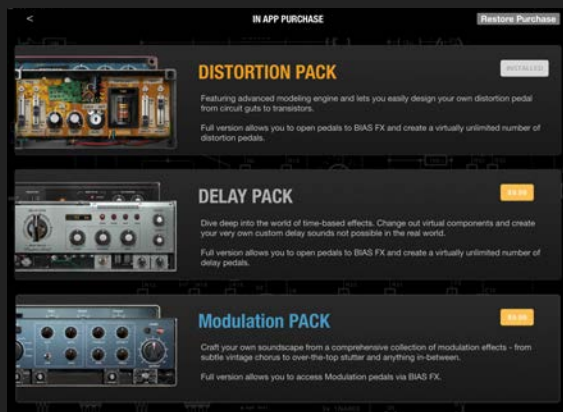 <
IN APP PURCHASE
Restore Purchase
DISTORTION PACK
INSTALLED
Featuring advanced modeling engine and lets you easily design your own distortion pedal
from circuit guts to transistors.
Full version allows you to open pedals to BIAS FX and create a virtually unlimited number of
distortion pedals.
DELAY PACK
Dive deep into the world of time-based effects. Change out virtual components and create
your very own custom delay sounds not possible in the real world.
Full version allows you to open pedals to BIAS FX and create a virtually unlimited number of
delay pedals.
Modulation PACK
Craft your own soundscape from a comprehensive collection of modulation effects - from
subtle vintage chorus to over-the-top stutter and anything in-between.
Full version allows you to access Modulation pedals via BIAS FX.